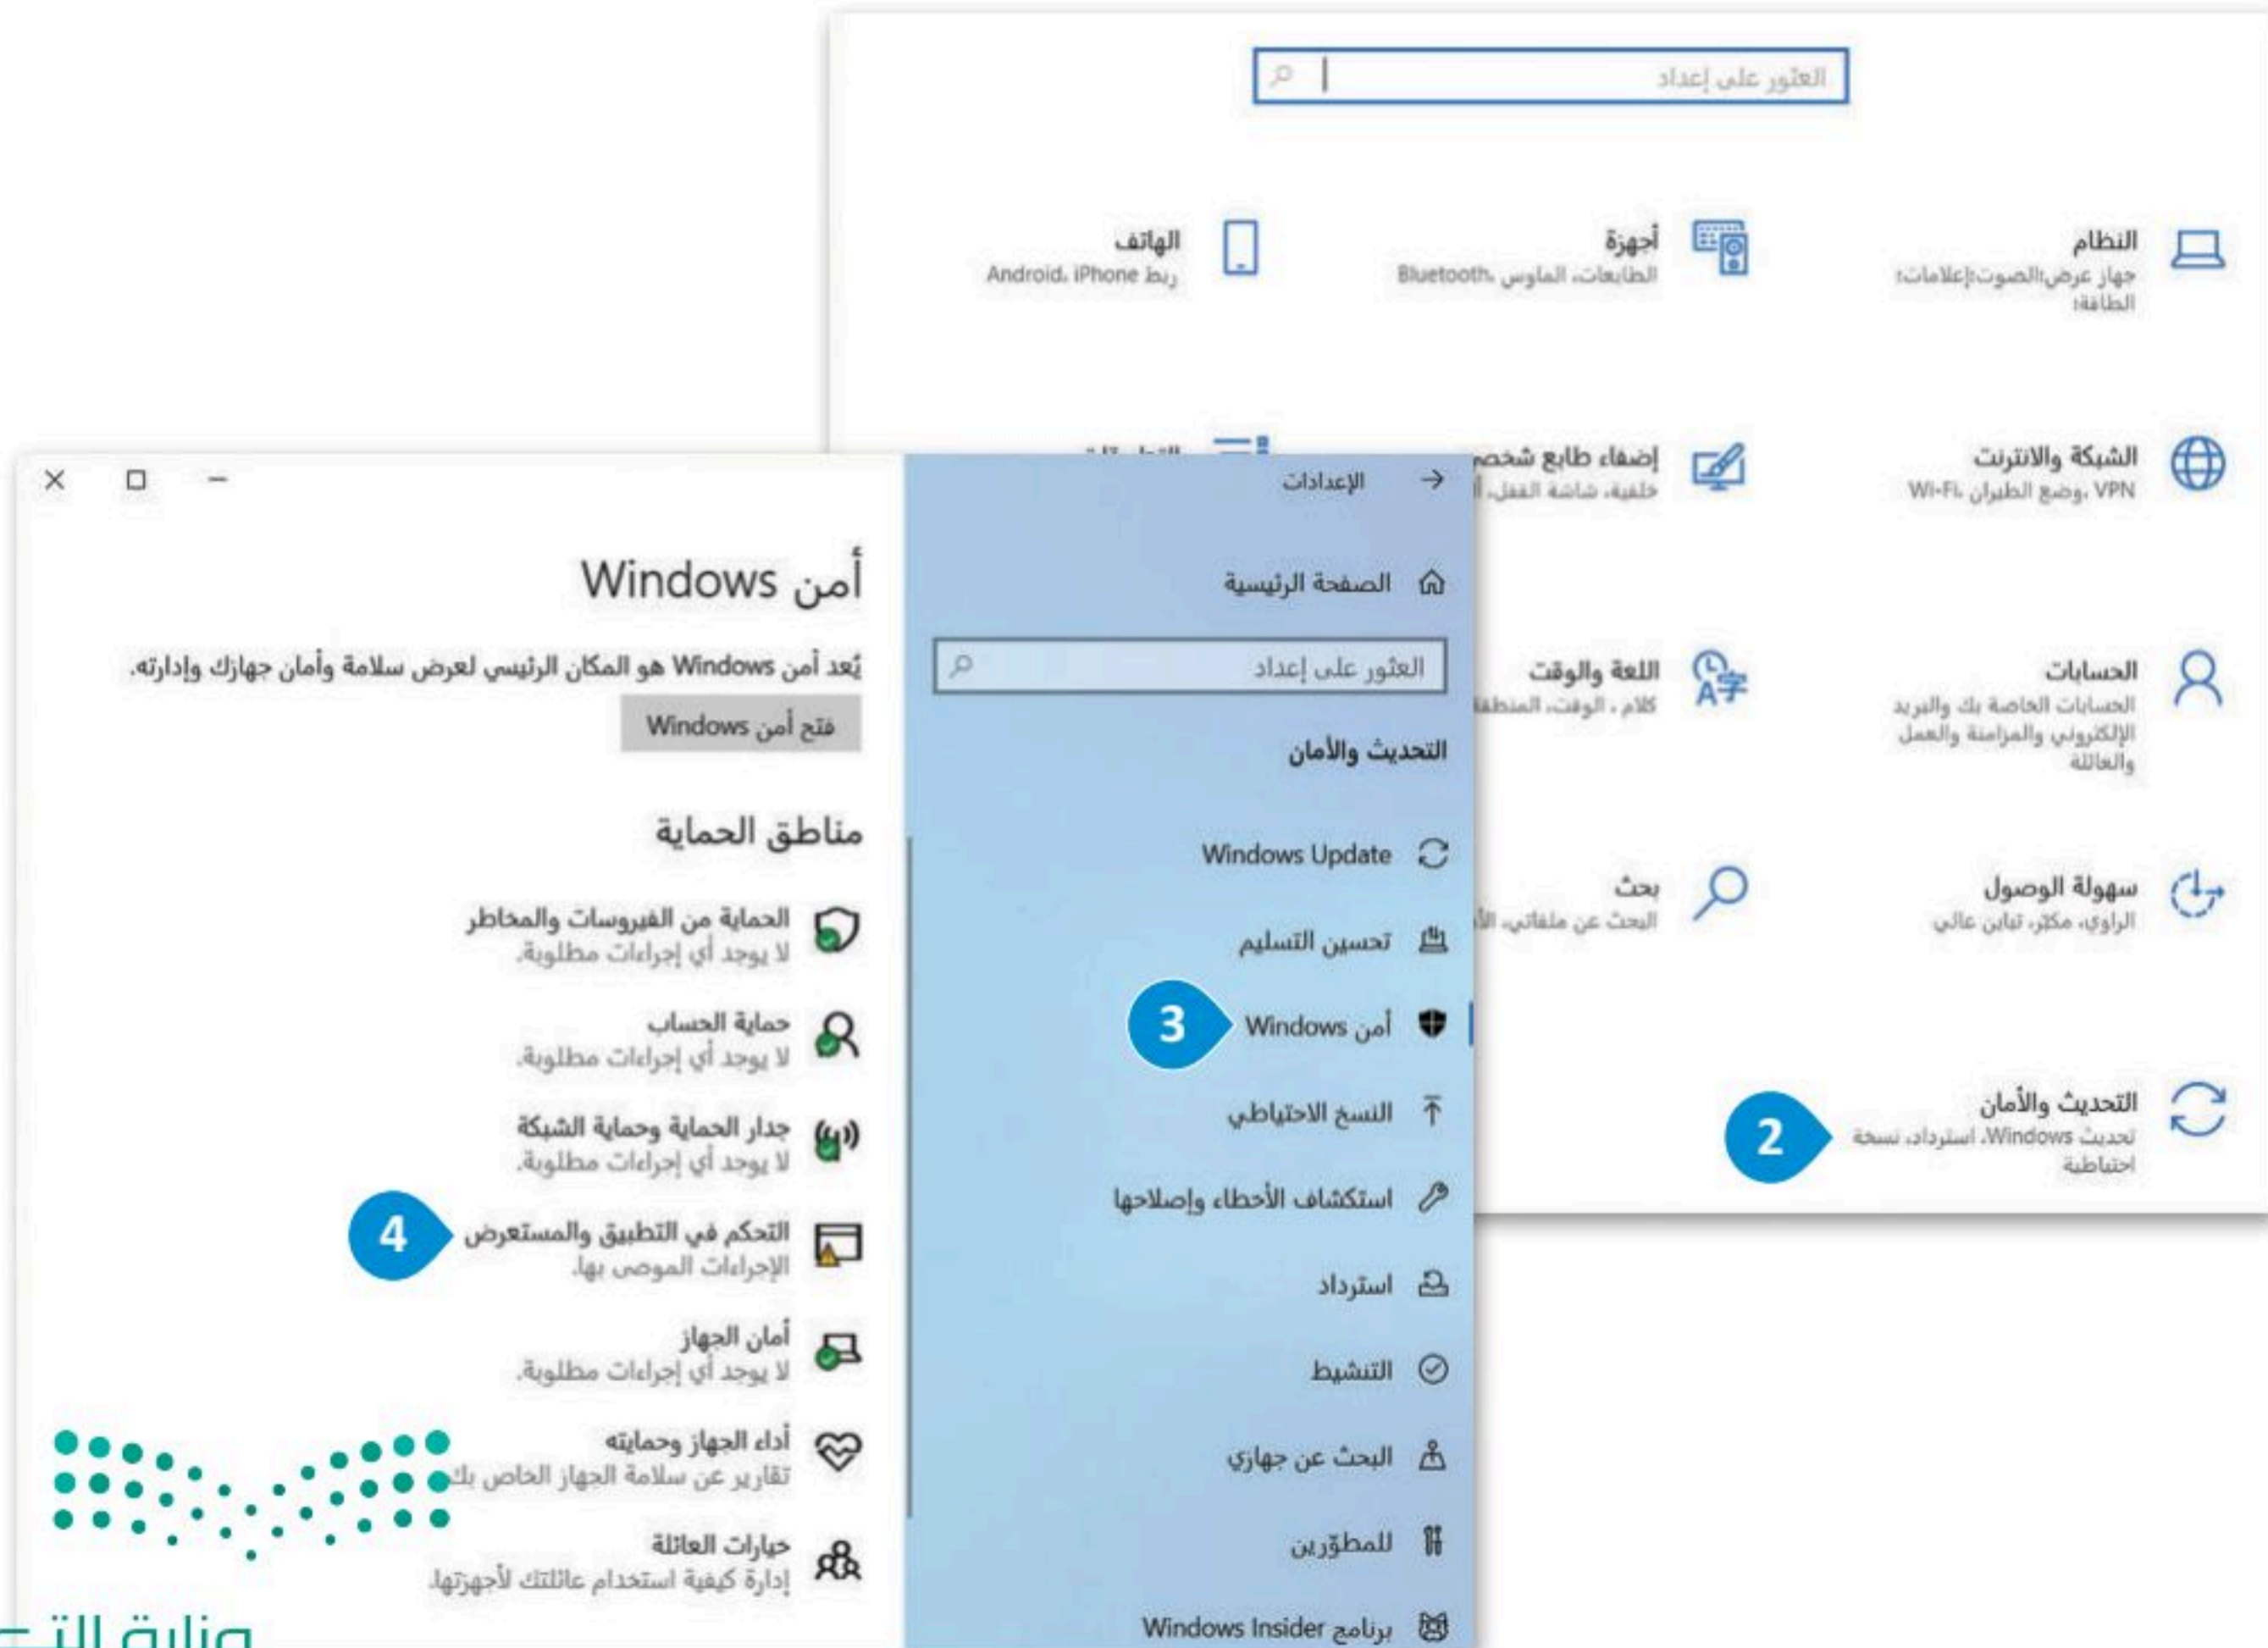 العثور على إعداد
النظام
جهاز عرض؛الصوت؛إعلامات؛
الطاقة؛
أجهزة
الطابعات، الماوس ،Bluetooth
الهاتف
ربط Android، iPhone
الشبكة والانترنت
VPN ،وضع الطيران ،Wi-Fi
إضفاء طابع شخصي
خلفية، شاشة القفل،
التطبيقات
الحسابات
الحسابات الخاصة بك والبريد
الإلكتروني والمزامنة والعمل
والعائلة
اللغة والوقت
كلام ، الوقت، المنطقة
سهولة الوصول
الراوي، مكبّر، تباين عالي
بحث
البحث عن ملفاتي،
التحديث والأمان
تحديث Windows، استرداد، نسخة
احتياطية
2
الإعدادات
الصفحة الرئيسية
العثور على إعداد
التحديث والأمان
Windows Update
تحسين التسليم
أمن Windows
3
النسخ الاحتياطي
استكشاف الأخطاء وإصلاحها
استرداد
التنشيط
البحث عن جهازي
للمطوّرين
برنامج Windows Insider
أمن Windows
يُعد أمن Windows هو المكان الرئيسي لعرض سلامة وأمان جهازك وإدارته.
فتح أمن Windows
مناطق الحماية
الحماية من الفيروسات والمخاطر
لا يوجد أي إجراءات مطلوبة.
حماية الحساب
لا يوجد أي إجراءات مطلوبة.
جدار الحماية وحماية الشبكة
لا يوجد أي إجراءات مطلوبة.
التحكم في التطبيق والمستعرض
4
الإجراءات الموصى بها.
أمان الجهاز
لا يوجد أي إجراءات مطلوبة.
أداء الجهاز وحمايته
تقارير عن سلامة الجهاز الخاص بك
خيارات العائلة
إدارة كيفية استخدام عائلتك لأجهزتها.
وزارة